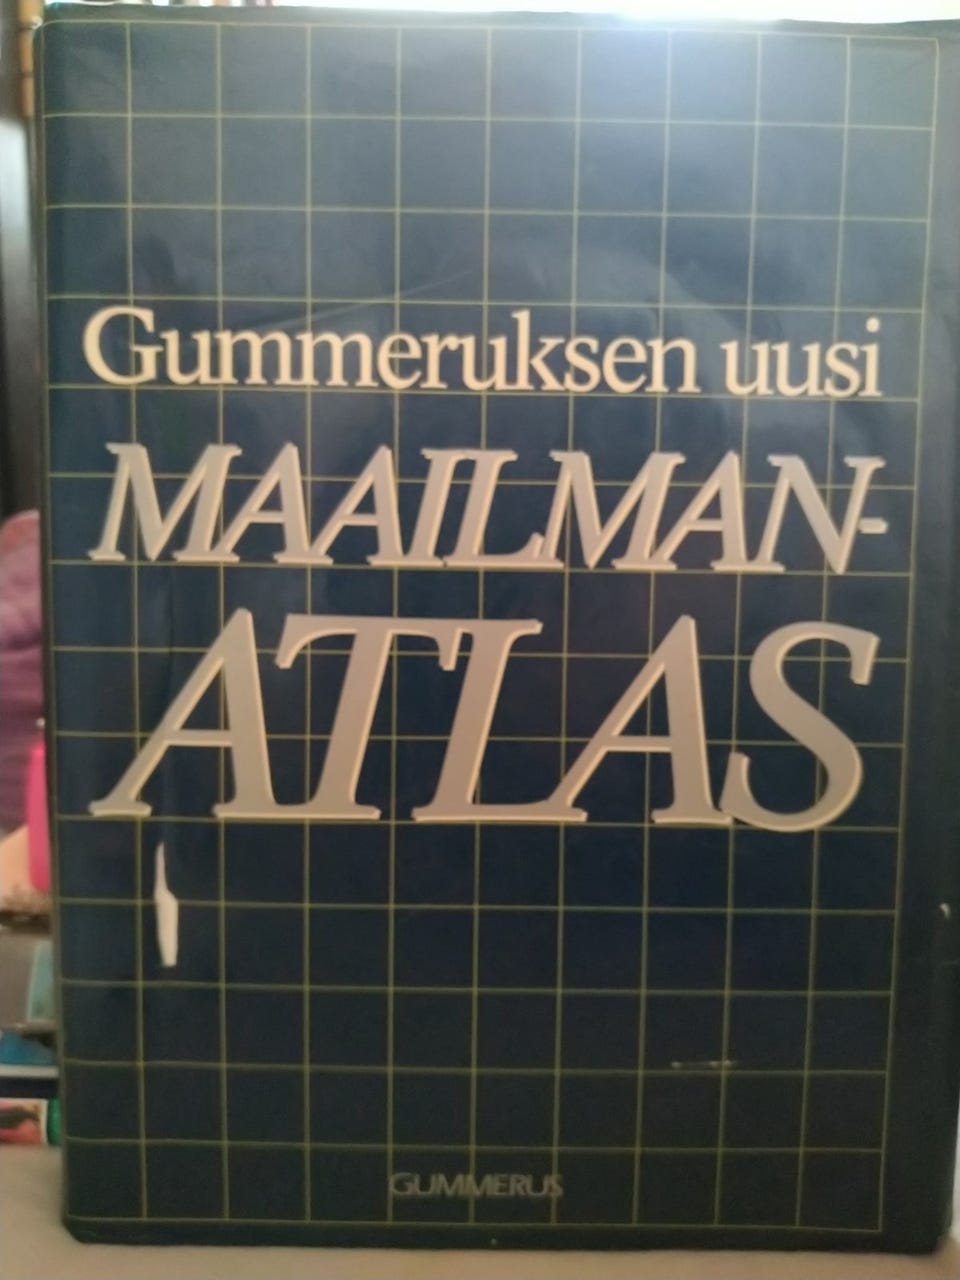 Gummeruksen uusi
MAAILMAN-
ATLAS
GUMMERUS